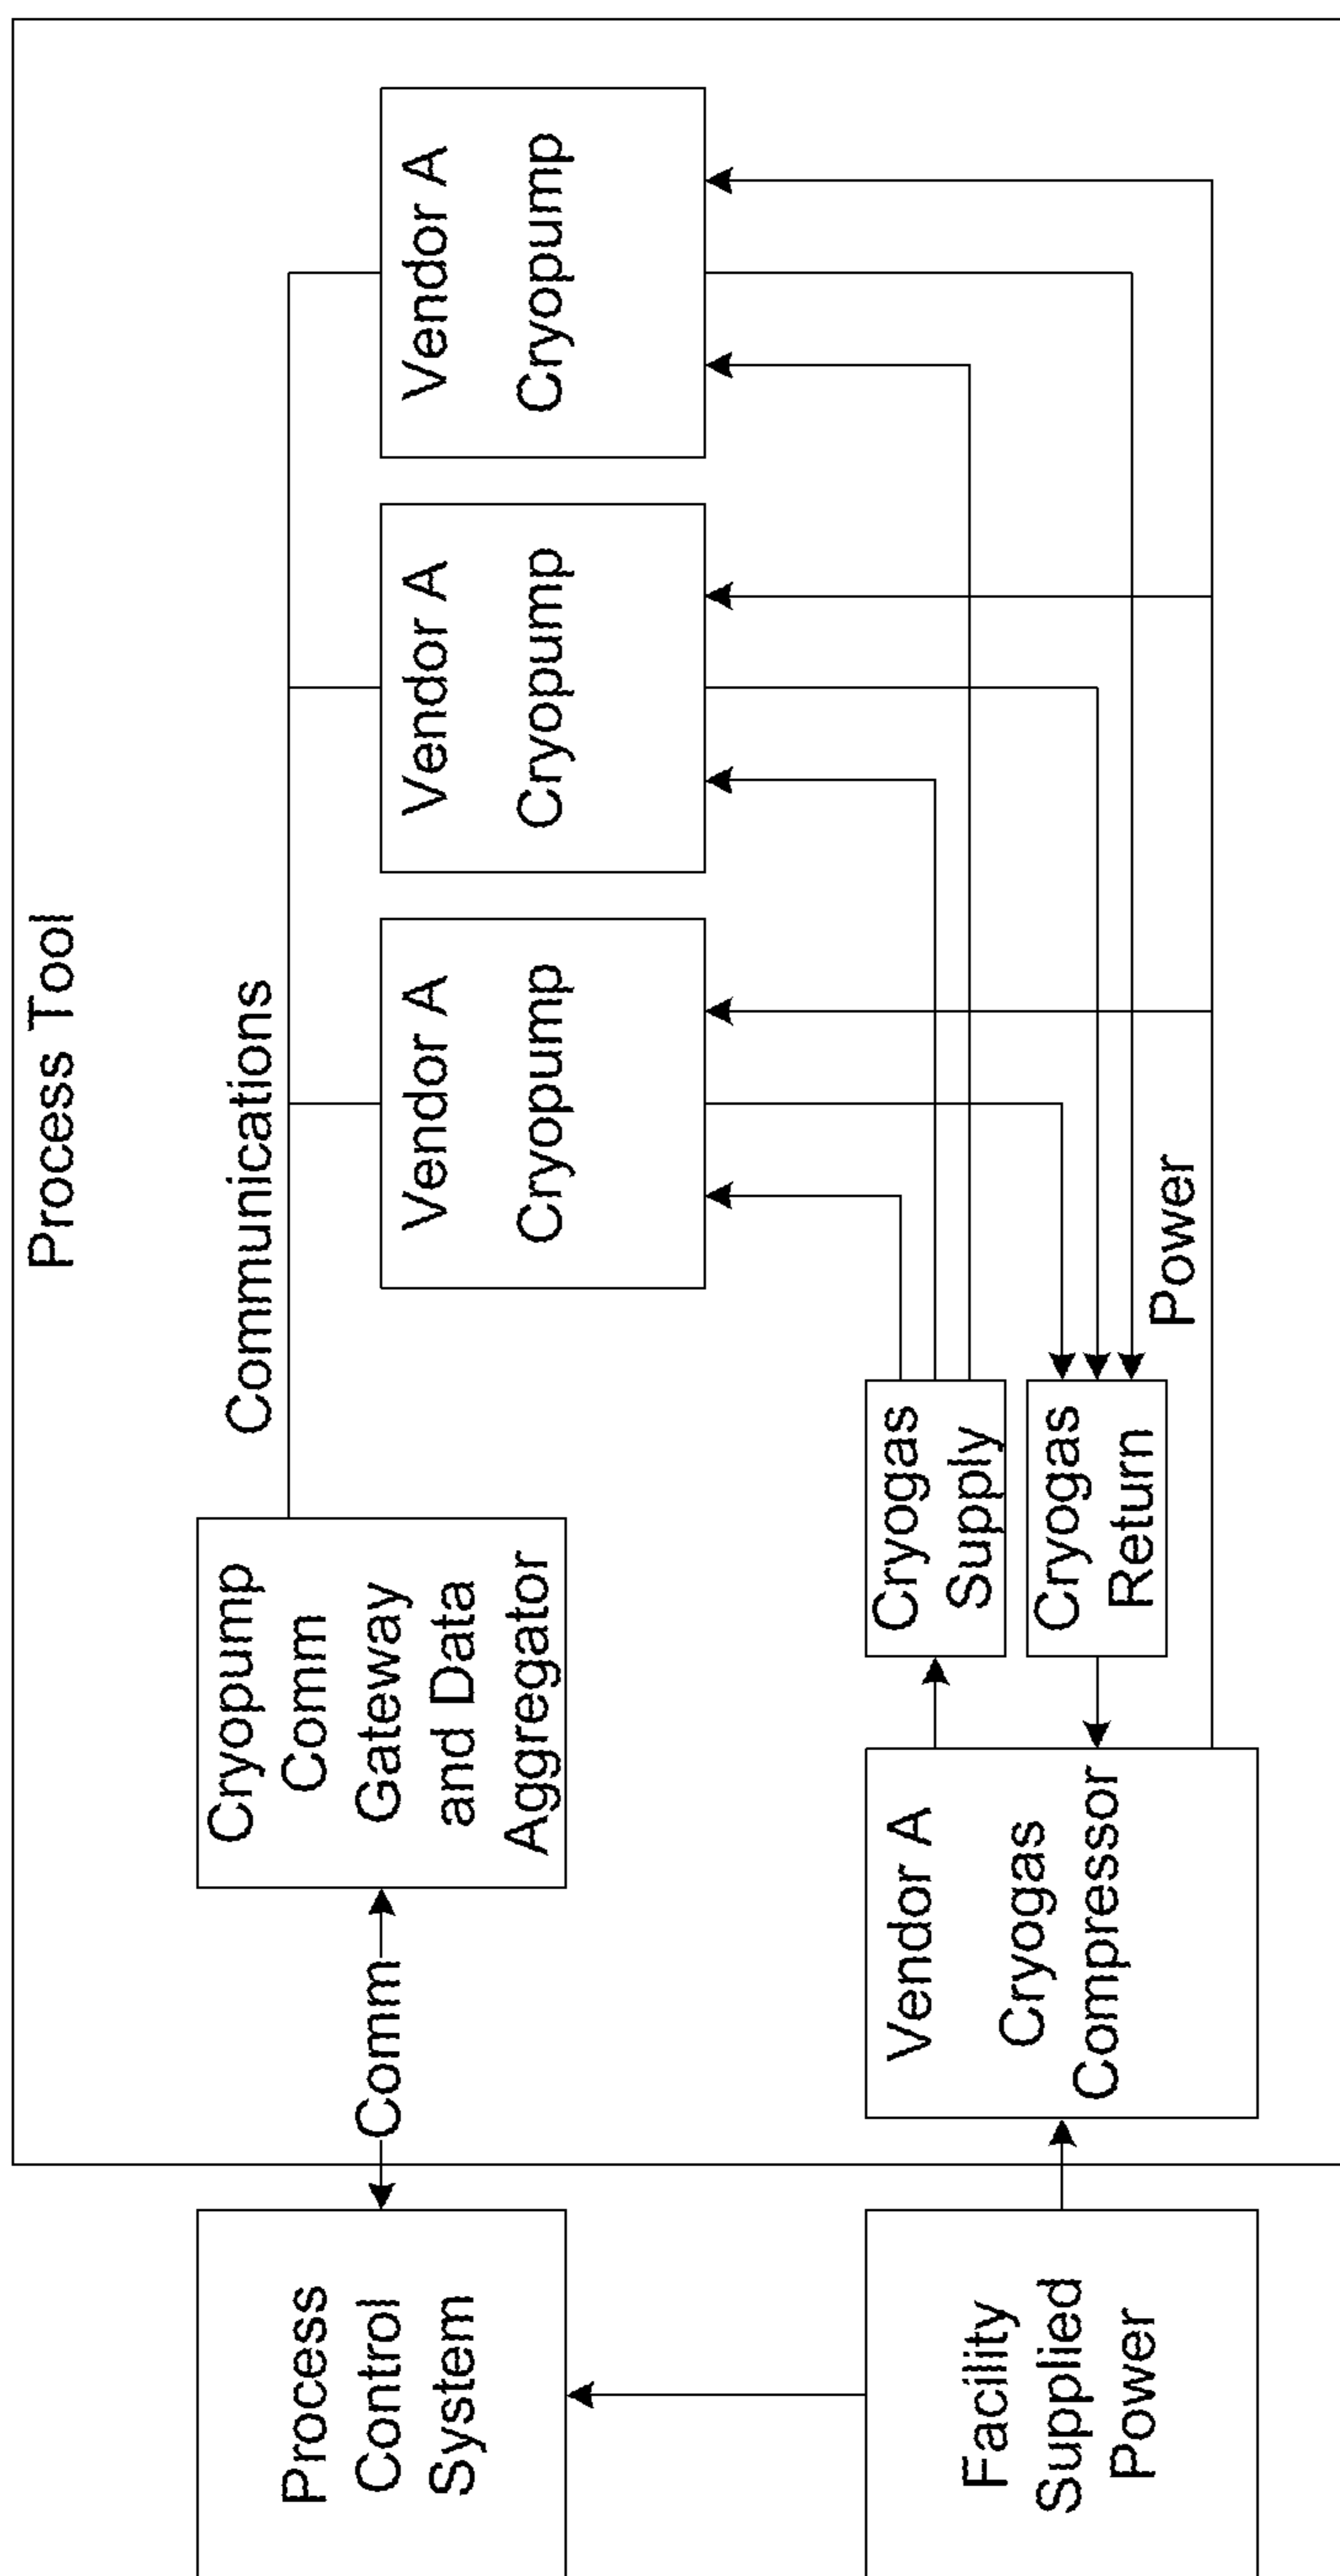 Process Tool
Process
Control
System
Comm
Cryopump
Comm
Gateway
and Data
Aggregator
Communications
Vendor A
Cryopump
Vendor A
Cryopump
Vendor A
Cryopump
Facility
Supplied
Power
Vendor A
Cryogas
Compressor
Cryogas
Supply
Cryogas
Return
Power